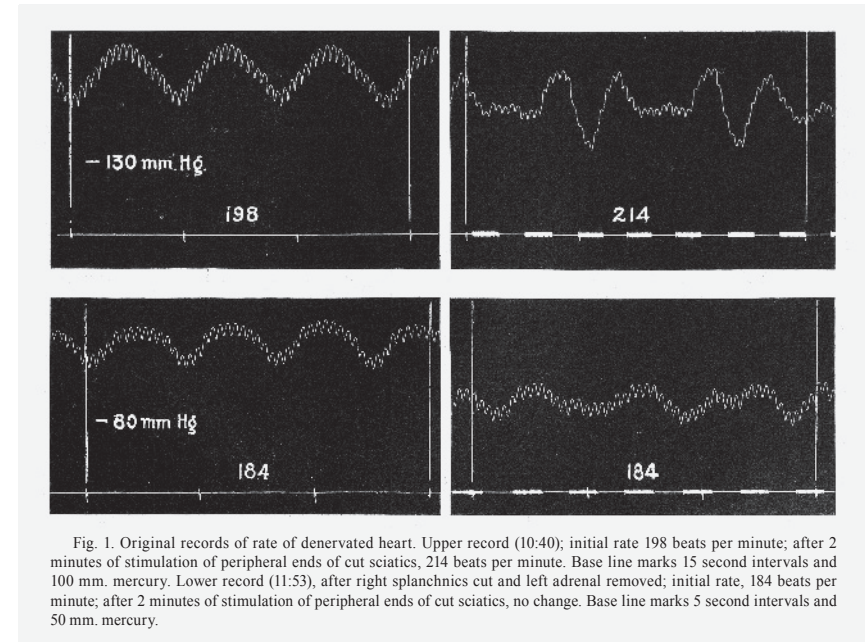 – 130 mm. Hg.
198
214
– 80 mm Hg
184
184
Fig. 1. Original records of rate of denervated heart. Upper record (10:40); initial rate 198 beats per minute; after 2
minutes of stimulation of peripheral ends of cut sciatics, 214 beats per minute. Base line marks 15 second intervals and
100 mm. mercury. Lower record (11:53), after right splanchnics cut and left adrenal removed; initial rate, 184 beats per
minute; after 2 minutes of stimulation of peripheral ends of cut sciatics, no change. Base line marks 5 second intervals and
50 mm. mercury.